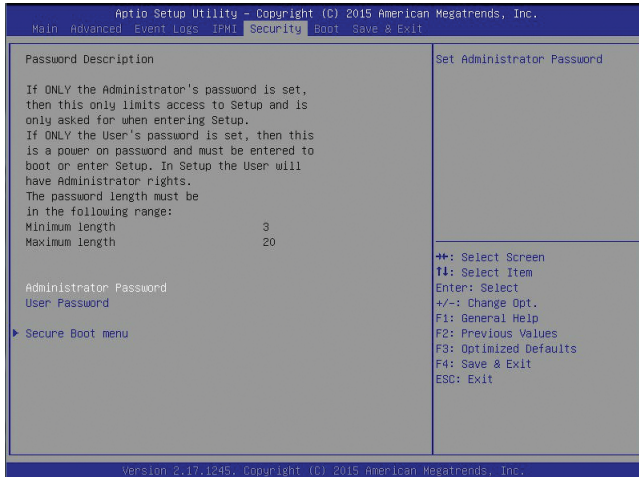 Aptio Setup Utility – Copyright (C) 2015 American Megatrends, Inc.
Main Advanced Event Logs IPMI Security Boot Save & Exit
Password Description
If ONLY the Administrator's password is set,
then this only limits access to Setup and is
only asked for when entering Setup.
If ONLY the User's password is set, then this
is a power on password and must be entered to
boot or enter Setup. In Setup the User will
have Administrator rights.
The password length must be
in the following range:
Minimum length 3
Maximum length 20
Administrator Password
User Password
Secure Boot menu
Set Administrator Password
→←: Select Screen
↑↓: Select Item
Enter: Select
+/-: Change Opt.
F1: General Help
F2: Previous Values
F3: Optimized Defaults
F4: Save & Exit
ESC: Exit
Version 2.17.1245. Copyright (C) 2015 American Megatrends, Inc.